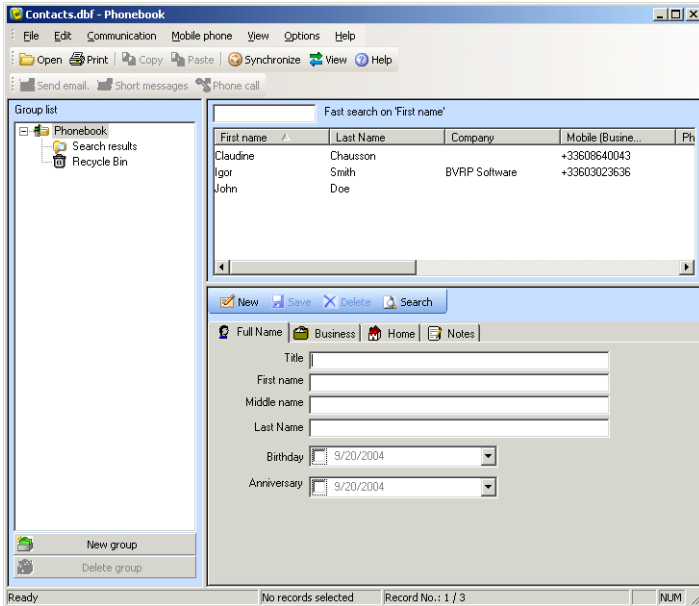 Contacts.dbf - Phonebook
File Edit Communication Mobile phone View Options Help
Open Print Copy Paste Synchronize View Help
Send email. Short messages Phone call
Group list
Phonebook
Search results
Recycle Bin
New group
Delete group
Fast search on 'First name'
First name Last Name Company Mobile (Busine... Ph
Claudine Chausson +33608640043
Igor Smith BVRP Software +33603023636
John Doe
New Save Delete Search
Full Name Business Home Notes
Title
First name
Middle name
Last Name
Birthday 9/20/2004
Anniversary 9/20/2004
Ready No records selected Record No.: 1 / 3 NUM